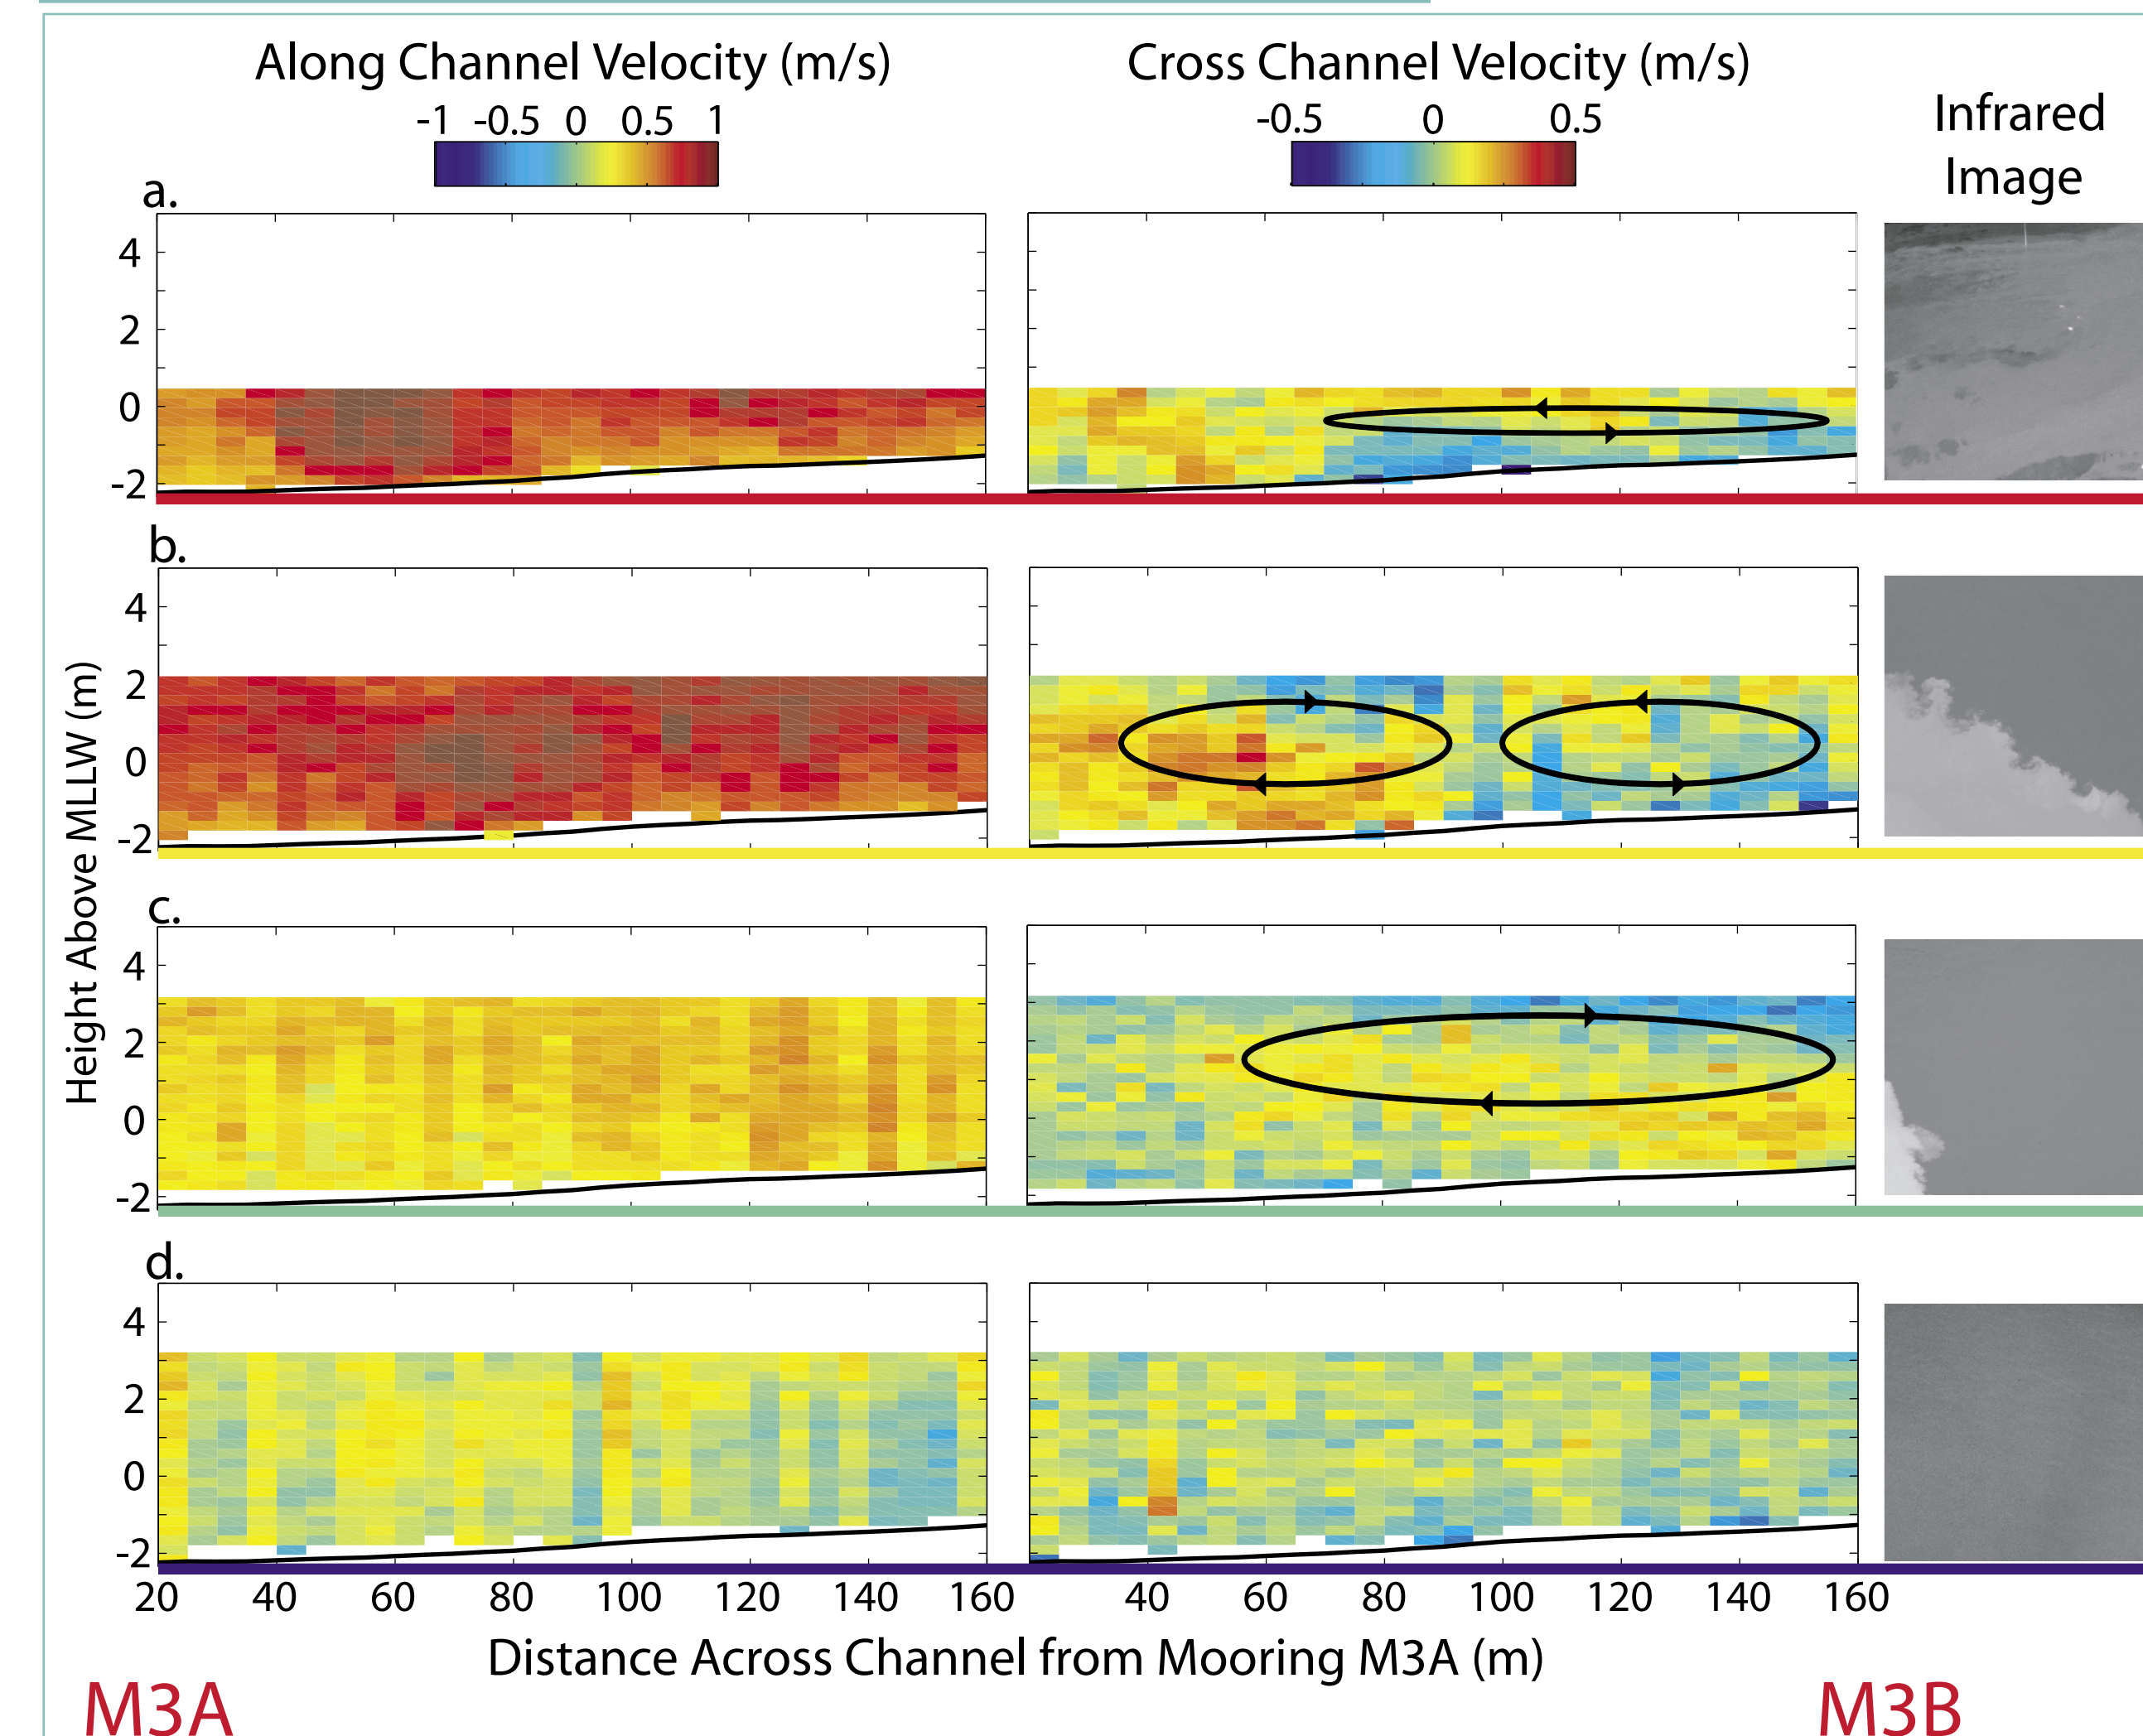 Along Channel Velocity (m/s)
Cross Channel Velocity (m/s)
Infrared
Image
-1 -0.5 0 0.5 1
-0.5 0 0.5
a.
4
2
0
-2
b.
4
2
0
-2
Height Above MLLW (m)
c.
4
2
0
-2
d.
4
2
0
-2
20 40 60 80 100 120 140 160
40 60 80 100 120 140 160
Distance Across Channel from Mooring M3A (m)
M3A
M3B